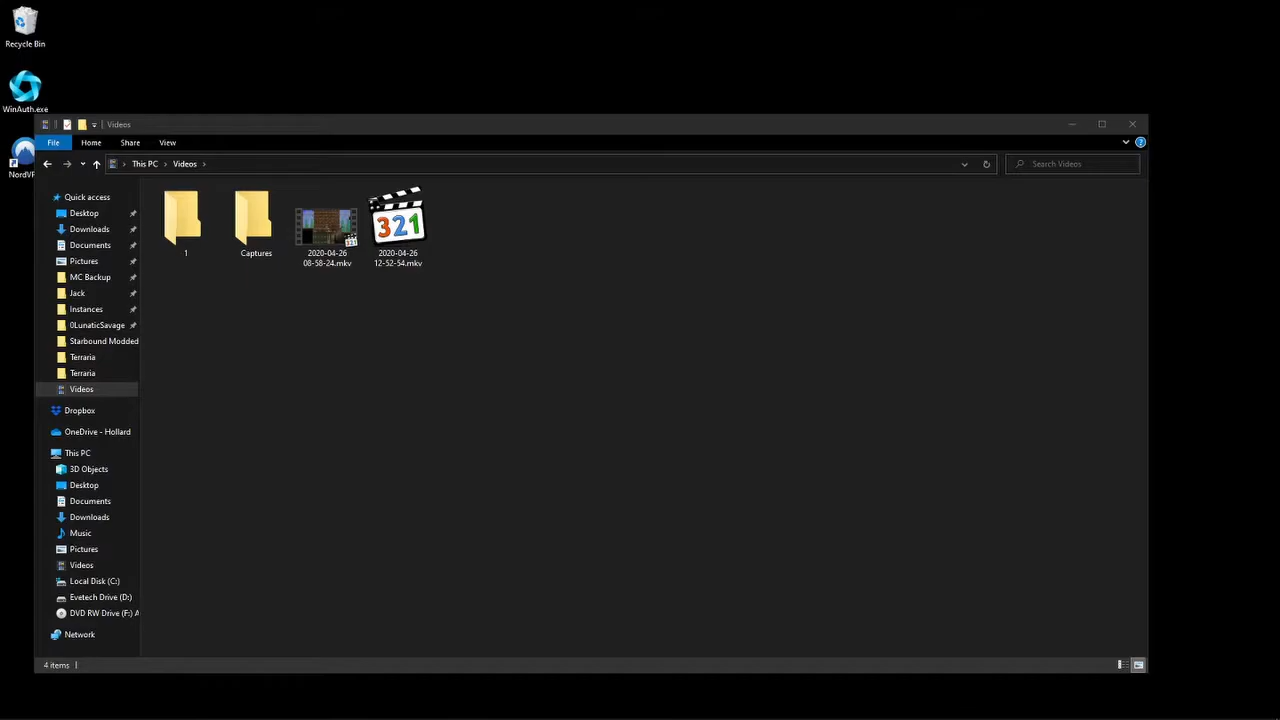 Recycle Bin
WinAuth.exe
Videos
File
Home
Share
View
This PC
Videos
Search Videos
Quick access
Desktop
Downloads
Documents
Pictures
MC Backup
Jack
Instances
0LunaticSavage
Starbound Modded
Terraria
Terraria
Videos
Dropbox
OneDrive - Hollard
This PC
3D Objects
Desktop
Documents
Downloads
Music
Pictures
Videos
Local Disk (C:)
Evetech Drive (D:)
DVD RW Drive (F:) A
Network
1
Captures
2020-04-26
08-58-24.mkv
321
2020-04-26
12-52-54.mkv
4 items